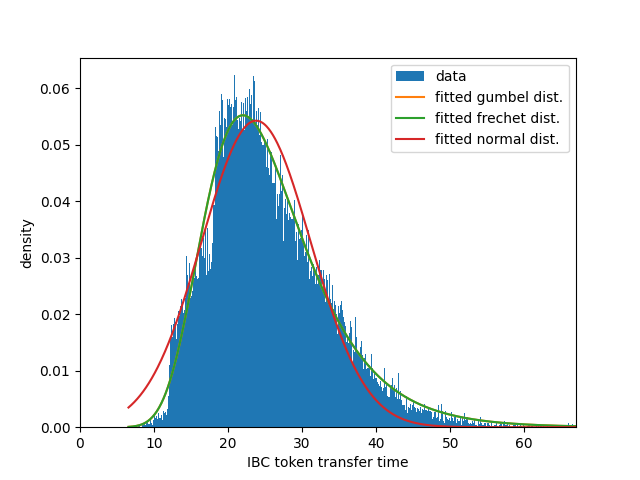 data
fitted gumbel dist.
fitted frechet dist.
fitted normal dist.
density
0.06
0.05
0.04
0.03
0.02
0.01
0.00
0 10 20 30 40 50 60
IBC token transfer time